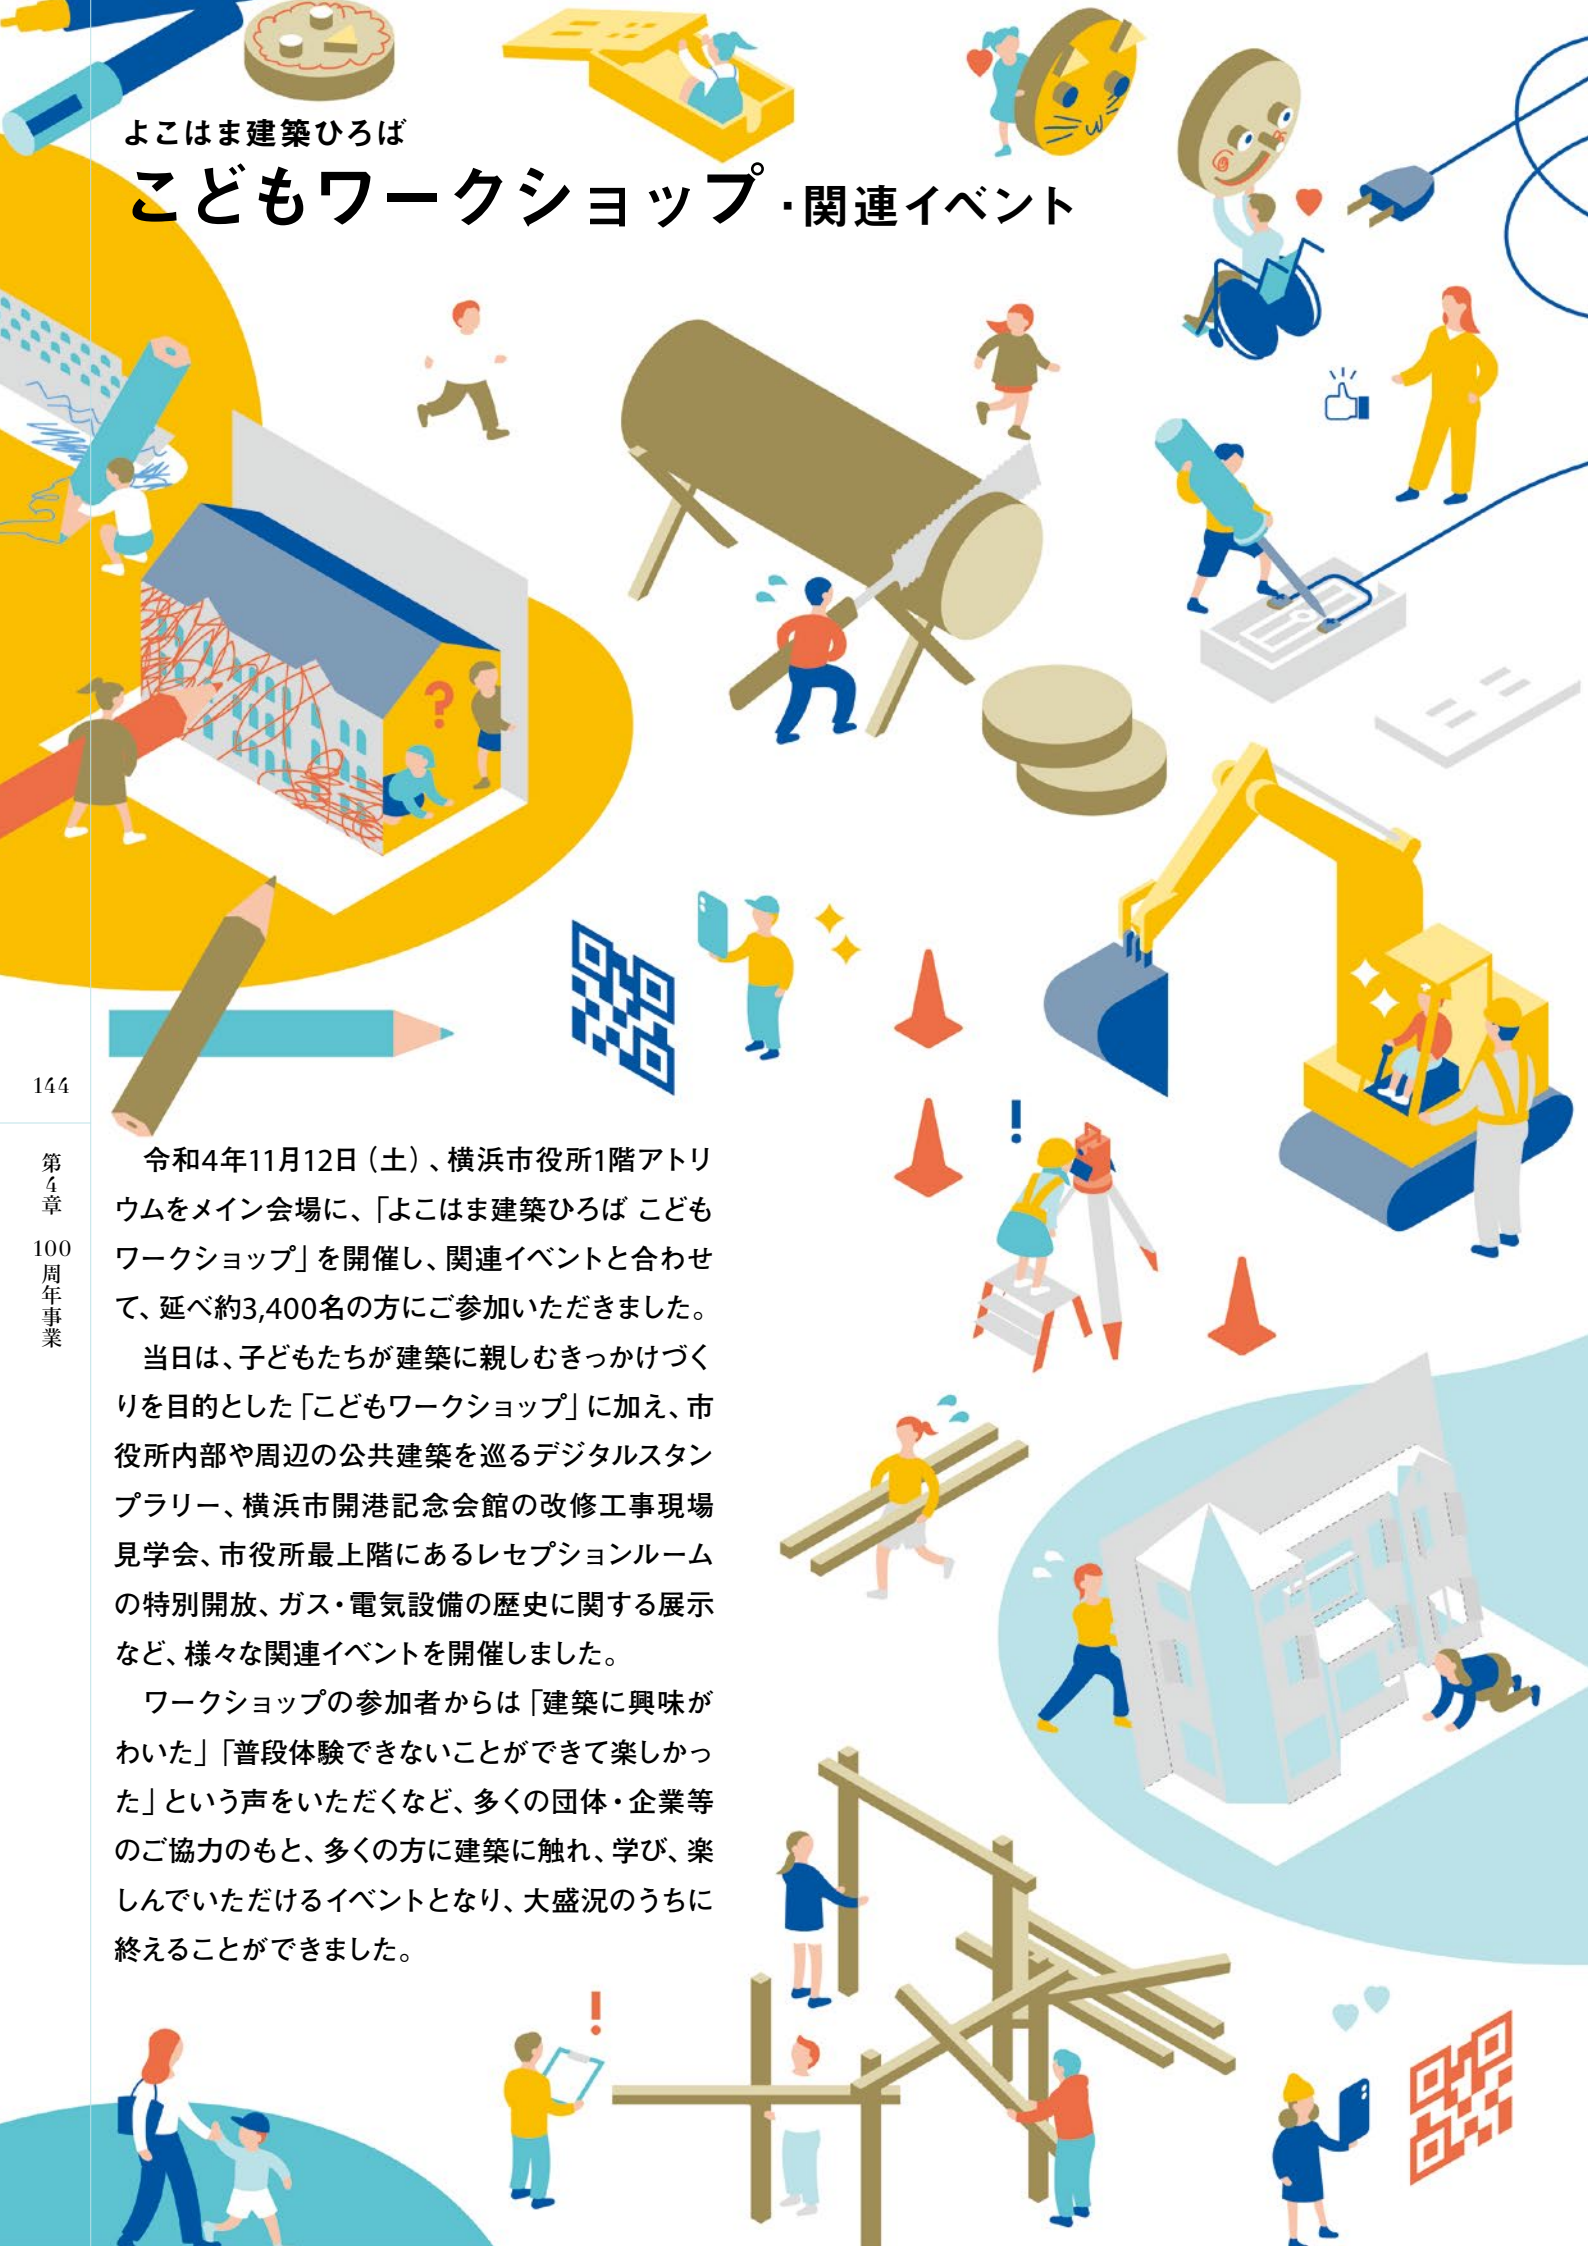 よこはま建築ひろば
こどもワークショップ・関連イベント
144
第4章 100周年事業
令和4年11月12日（土）、横浜市役所1階アトリ
ウムをメイン会場に、「よこはま建築ひろば こども
ワークショップ」を開催し、関連イベントと合わせ
て、延べ約3,400名の方にご参加いただきました。
当日は、子どもたちが建築に親しむきっかけづく
りを目的とした「こどもワークショップ」に加え、市
役所内部や周辺の公共建築を巡るデジタルスタン
プラリー、横浜市開港記念会館の改修工事現場
見学会、市役所最上階にあるレセプションルーム
の特別開放、ガス・電気設備の歴史に関する展示
など、様々な関連イベントを開催しました。
ワークショップの参加者からは「建築に興味が
わいた」「普段体験できないことができて楽しかっ
た」という声をいただくなど、多くの団体・企業等
のご協力のもと、多くの方に建築に触れ、学び、楽
しんでいただけるイベントとなり、大盛況のうちに
終えることができました。